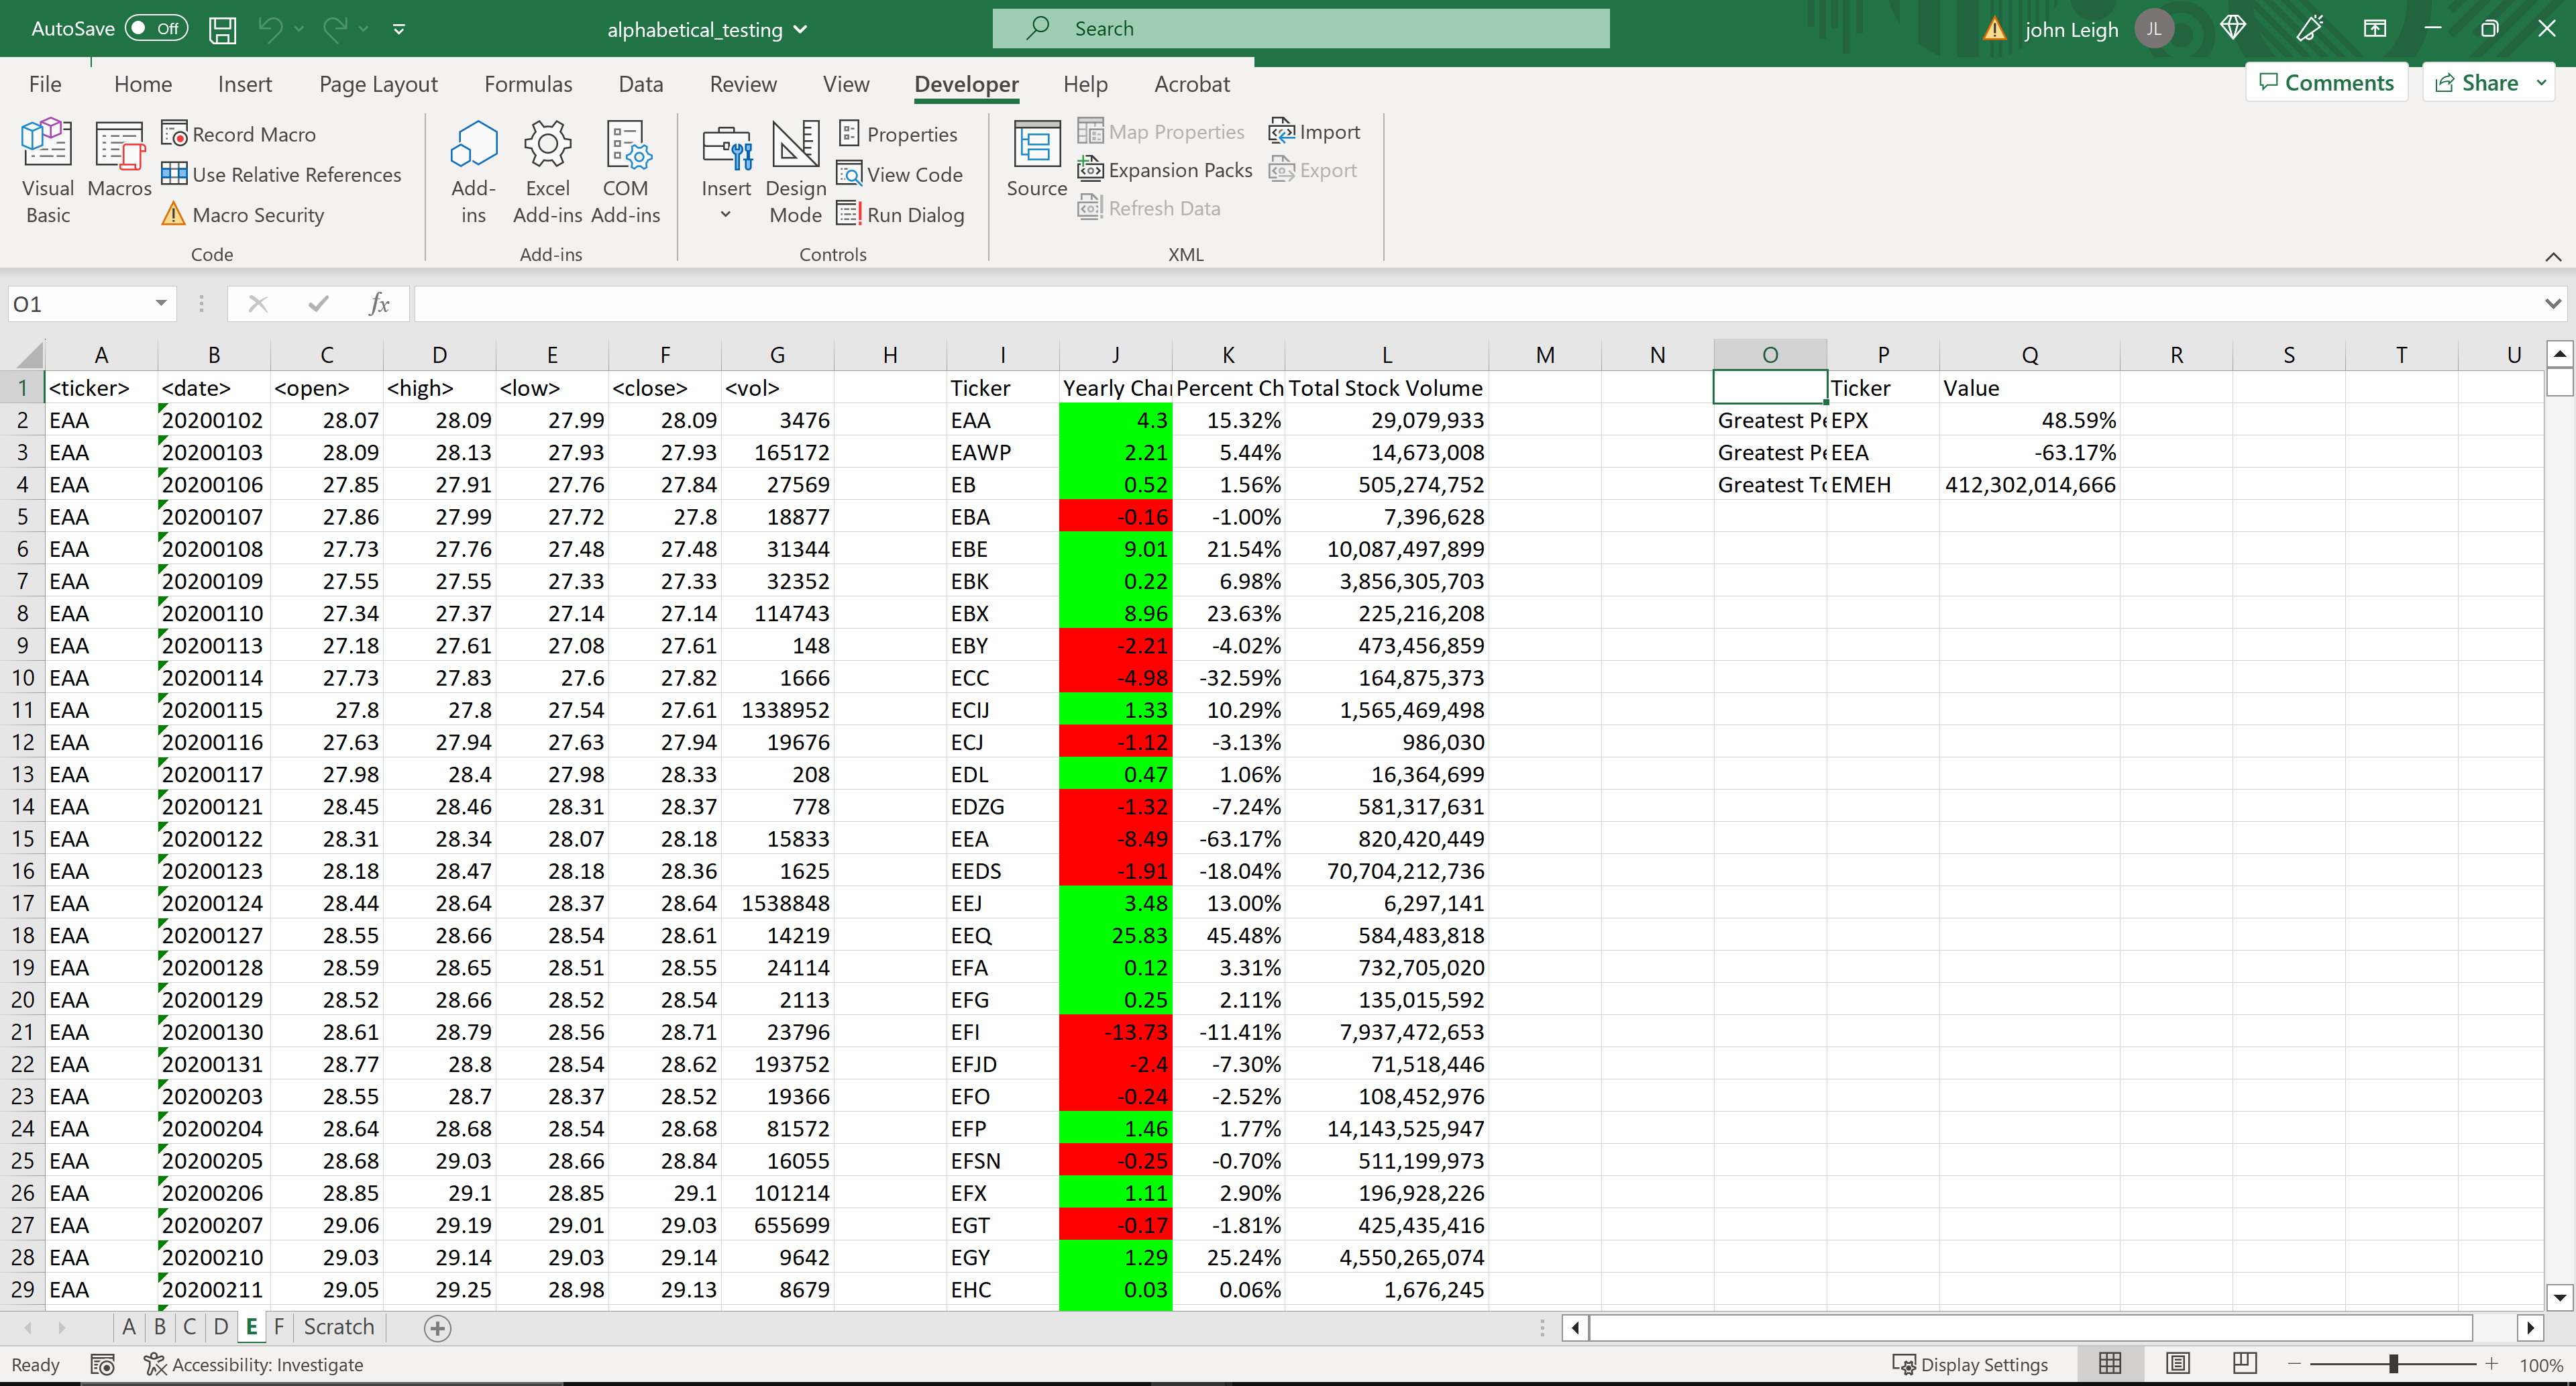 AutoSave Off alphabetical_testing Search john Leigh JL
File Home Insert Page Layout Formulas Data Review View Developer Help Acrobat Comments Share
Visual Basic Macros Record Macro Use Relative References Macro Security Code
Add-ins Excel Add-ins COM Add-ins Add-ins
Insert Design Mode Properties View Code Run Dialog Controls
Source Map Properties Expansion Packs Refresh Data Import Export XML
O1 fx
A B C D E F G H I J K L M N O P Q R S T U
1 <ticker> <date> <open> <high> <low> <close> <vol> Ticker Yearly Char Percent Ch Total Stock Volume Ticker Value
2 EAA 20200102 28.07 28.09 27.99 28.09 3476 EAA 4.3 15.32% 29,079,933 Greatest Pe EPX 48.59%
3 EAA 20200103 28.09 28.13 27.93 27.93 165172 EAWP 2.21 5.44% 14,673,008 Greatest Pe EEA -63.17%
4 EAA 20200106 27.85 27.91 27.76 27.84 27569 EB 0.52 1.56% 505,274,752 Greatest To EMEH 412,302,014,666
5 EAA 20200107 27.86 27.99 27.72 27.8 18877 EBA -0.16 -1.00% 7,396,628
6 EAA 20200108 27.73 27.76 27.48 27.48 31344 EBE 9.01 21.54% 10,087,497,899
7 EAA 20200109 27.55 27.55 27.33 27.33 32352 EBK 0.22 6.98% 3,856,305,703
8 EAA 20200110 27.34 27.37 27.14 27.14 114743 EBX 8.96 23.63% 225,216,208
9 EAA 20200113 27.18 27.61 27.08 27.61 148 EBY -2.21 -4.02% 473,456,859
10 EAA 20200114 27.73 27.83 27.6 27.82 1666 ECC -4.98 -32.59% 164,875,373
11 EAA 20200115 27.8 27.8 27.54 27.61 1338952 ECIJ 1.33 10.29% 1,565,469,498
12 EAA 20200116 27.63 27.94 27.63 27.94 19676 ECJ -1.12 -3.13% 986,030
13 EAA 20200117 27.98 28.4 27.98 28.33 208 EDL 0.47 1.06% 16,364,699
14 EAA 20200121 28.45 28.46 28.31 28.37 778 EDZG -1.32 -7.24% 581,317,631
15 EAA 20200122 28.31 28.34 28.07 28.18 15833 EEA -8.49 -63.17% 820,420,449
16 EAA 20200123 28.18 28.47 28.18 28.36 1625 EEDS -1.91 -18.04% 70,704,212,736
17 EAA 20200124 28.44 28.64 28.37 28.64 1538848 EEJ 3.48 13.00% 6,297,141
18 EAA 20200127 28.55 28.66 28.54 28.61 14219 EEQ 25.83 45.48% 584,483,818
19 EAA 20200128 28.59 28.65 28.51 28.55 24114 EFA 0.12 3.31% 732,705,020
20 EAA 20200129 28.52 28.66 28.52 28.54 2113 EFG 0.25 2.11% 135,015,592
21 EAA 20200130 28.61 28.79 28.56 28.71 23796 EFI -13.73 -11.41% 7,937,472,653
22 EAA 20200131 28.77 28.8 28.54 28.62 193752 EFJD -2.4 -7.30% 71,518,446
23 EAA 20200203 28.55 28.7 28.37 28.52 19366 EFO -0.24 -2.52% 108,452,976
24 EAA 20200204 28.64 28.68 28.54 28.68 81572 EFP 1.46 1.77% 14,143,525,947
25 EAA 20200205 28.68 29.03 28.66 28.84 16055 EFSN -0.25 -0.70% 511,199,973
26 EAA 20200206 28.85 29.1 28.85 29.1 101214 EFX 1.11 2.90% 196,928,226
27 EAA 20200207 29.06 29.19 29.01 29.03 655699 EGT -0.17 -1.81% 425,435,416
28 EAA 20200210 29.03 29.14 29.03 29.14 9642 EGY 1.29 25.24% 4,550,265,074
29 EAA 20200211 29.05 29.25 28.98 29.13 8679 EHC 0.03 0.06% 1,676,245
A B C D E F Scratch
Ready Accessibility: Investigate Display Settings 100%